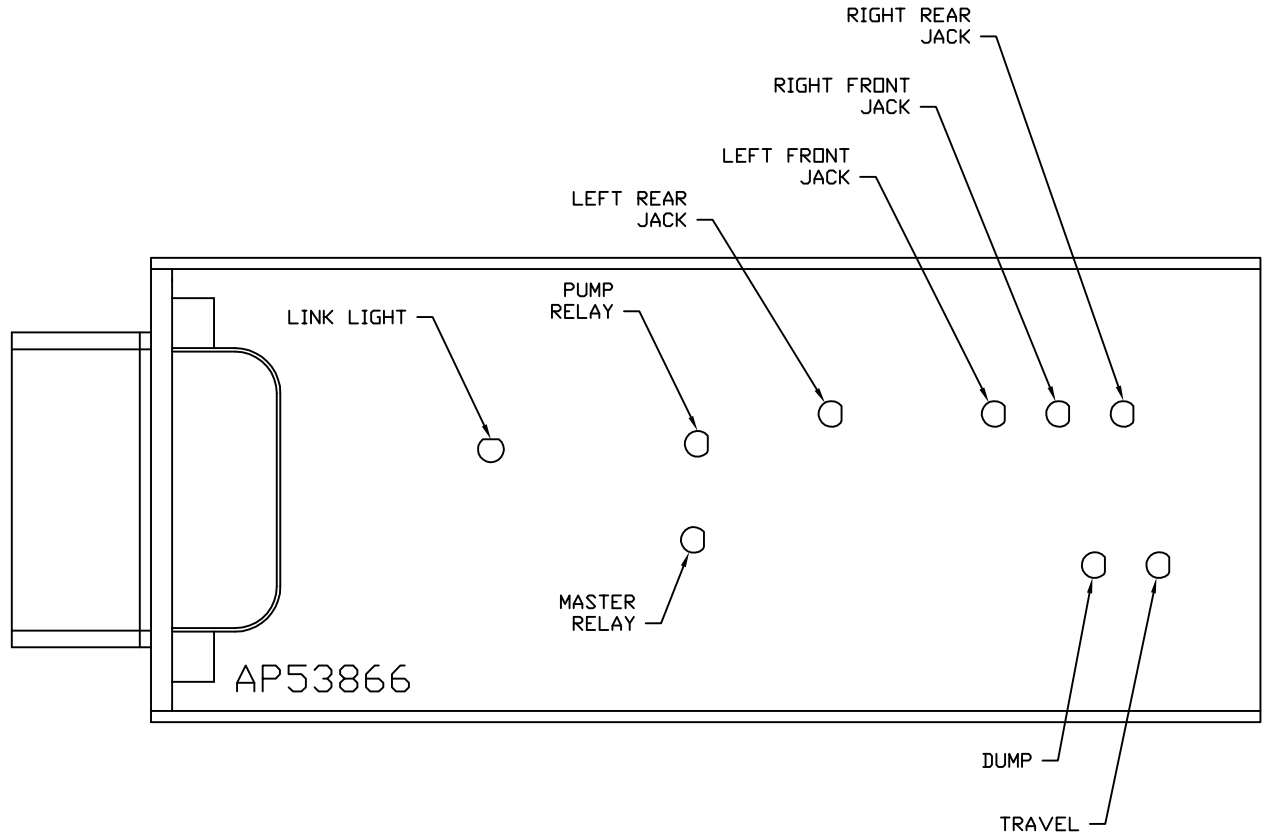 RIGHT REAR
JACK
RIGHT FRONT
JACK
LEFT FRONT
JACK
LEFT REAR
JACK
PUMP
RELAY
LINK LIGHT
MASTER
RELAY
AP53866
DUMP
TRAVEL